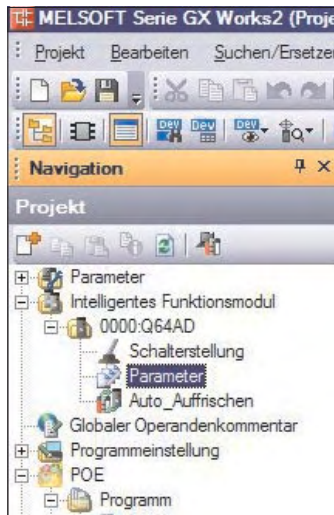 MELSOFT Serie GX Works2 (Proje
Projekt Bearbeiten Suchen/Ersetze
Navigation
Projekt
Parameter
Intelligentes Funktionsmodul
0000:Q64AD
Schalterstellung
Parameter
Auto_Auffrischen
Globaler Operandenkommentar
Programmeinstellung
POE
Programm